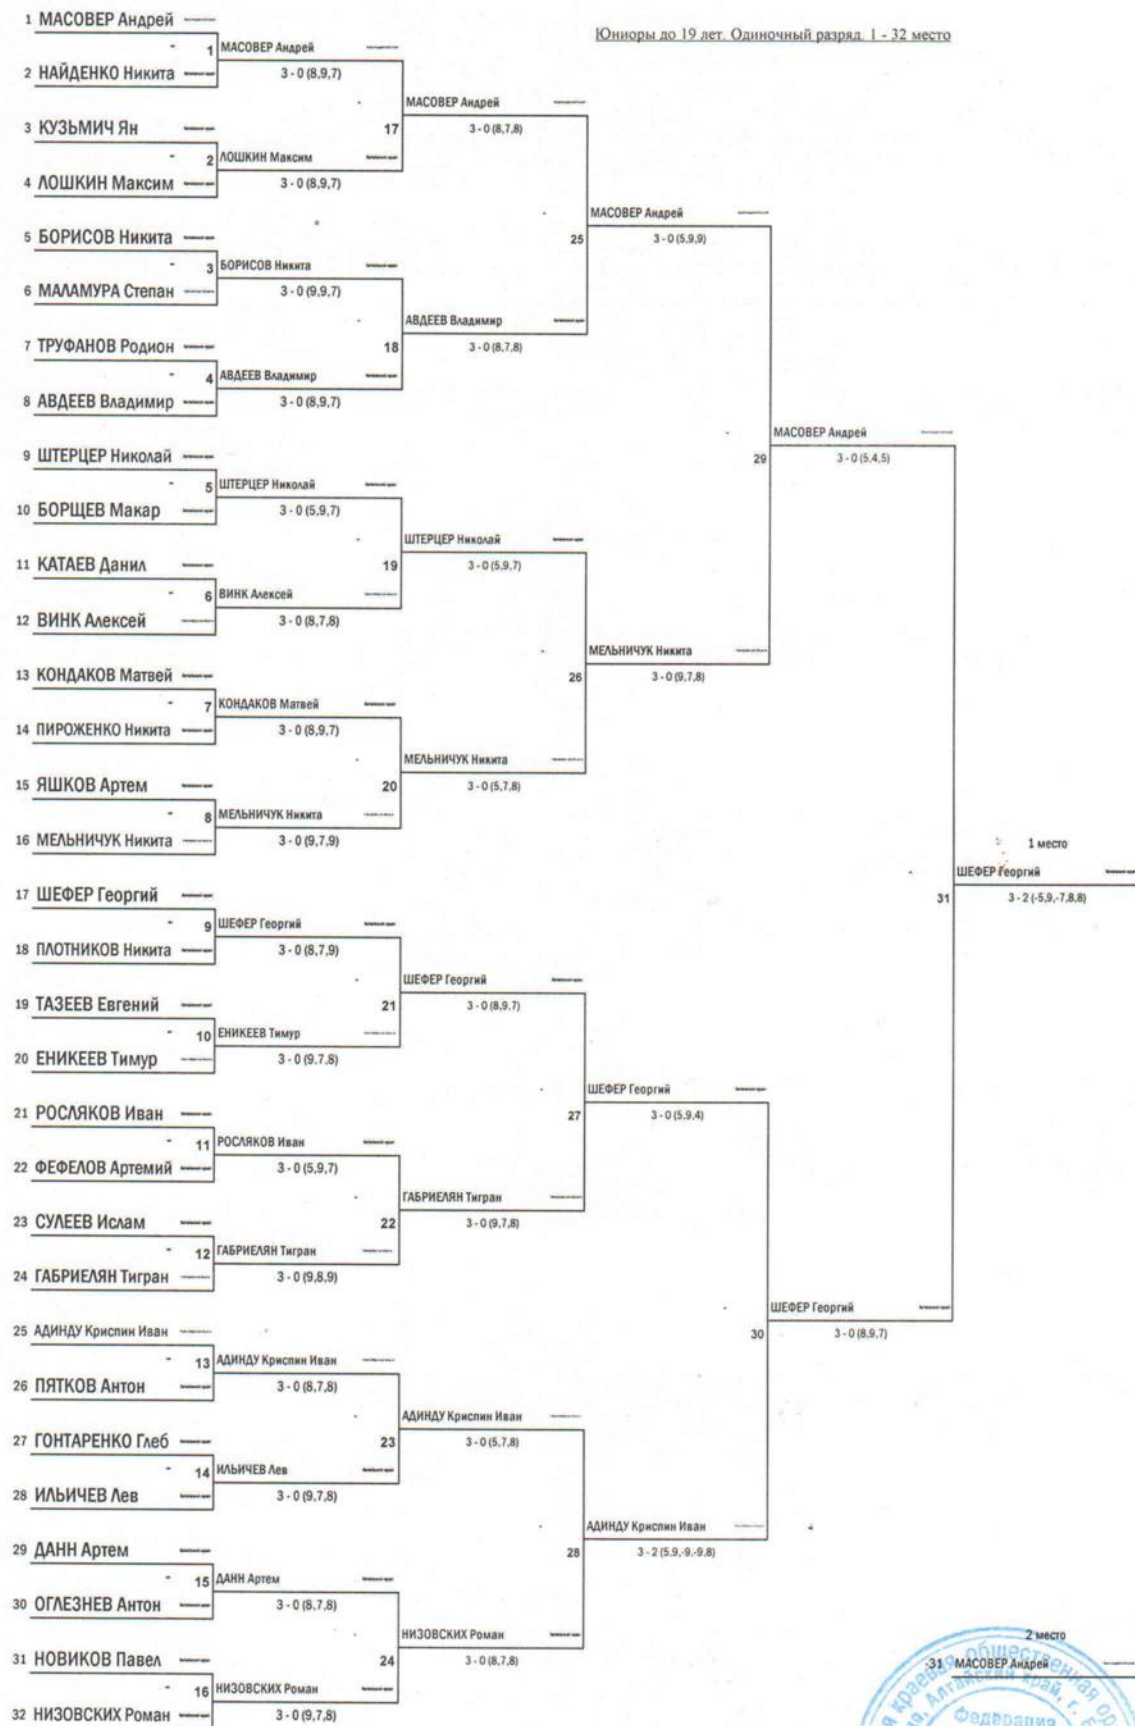 Юниоры до 19 лет. Одиночный разряд. 1 - 32 место
1 МАСОВЕР Андрей
- 1 МАСОВЕР Андрей
2 НАЙДЕНКО Никита 3 - 0 (8,9,7)
МАСОВЕР Андрей
3 КУЗЬМИЧ Ян 17 3 - 0 (8,7,8)
- 2 ЛОШКИН Максим
4 ЛОШКИН Максим 3 - 0 (8,9,7)
МАСОВЕР Андрей
5 БОРИСОВ Никита 25 3 - 0 (5,9,9)
- 3 БОРИСОВ Никита
6 МАЛАМУРА Степан 3 - 0 (9,9,7)
АВДЕЕВ Владимир
7 ТРУФАНОВ Родион 18 3 - 0 (8,7,8)
- 4 АВДЕЕВ Владимир
8 АВДЕЕВ Владимир 3 - 0 (8,9,7)
МАСОВЕР Андрей
9 ШТЕРЦЕР Николай 29 3 - 0 (5,4,5)
- 5 ШТЕРЦЕР Николай
10 БОРЩЕВ Макар 3 - 0 (5,9,7)
ШТЕРЦЕР Николай
11 КАТАЕВ Данил 19 3 - 0 (5,9,7)
- 6 ВИНК Алексей
12 ВИНК Алексей 3 - 0 (8,7,8)
МЕЛЬНИЧУК Никита
13 КОНДАКОВ Матвей 26 3 - 0 (9,7,8)
- 7 КОНДАКОВ Матвей
14 ПИРОЖЕНКО Никита 3 - 0 (8,9,7)
МЕЛЬНИЧУК Никита
15 ЯШКОВ Артем 20 3 - 0 (5,7,8)
- 8 МЕЛЬНИЧУК Никита
16 МЕЛЬНИЧУК Никита 3 - 0 (9,7,9)
1 место
ШЕФЕР Георгий
17 ШЕФЕР Георгий 31 3 - 2 (-5,9,-7,8,8)
- 9 ШЕФЕР Георгий
18 ПЛОТНИКОВ Никита 3 - 0 (8,7,9)
ШЕФЕР Георгий
19 ТАЗЕЕВ Евгений 21 3 - 0 (8,9,7)
- 10 ЕНИКЕЕВ Тимур
20 ЕНИКЕЕВ Тимур 3 - 0 (9,7,8)
ШЕФЕР Георгий
21 РОСЛЯКОВ Иван 27 3 - 0 (5,9,4)
- 11 РОСЛЯКОВ Иван
22 ФЕФЕЛОВ Артемий 3 - 0 (5,9,7)
ГАБРИЕЛЯН Тигран
23 СУЛЕЕВ Ислам 22 3 - 0 (9,7,8)
- 12 ГАБРИЕЛЯН Тигран
24 ГАБРИЕЛЯН Тигран 3 - 0 (9,8,9)
ШЕФЕР Георгий
25 АДИНДУ Криспин Иван 30 3 - 0 (8,9,7)
- 13 АДИНДУ Криспин Иван
26 ПЯТКОВ Антон 3 - 0 (8,7,8)
АДИНДУ Криспин Иван
27 ГОНТАРЕНКО Глеб 23 3 - 0 (5,7,8)
- 14 ИЛЬИЧЕВ Лев
28 ИЛЬИЧЕВ Лев 3 - 0 (9,7,8)
АДИНДУ Криспин Иван
29 ДАНН Артем 28 3 - 2 (5,9,-9,-9,8)
- 15 ДАНН Артем
30 ОГЛЕЗНЕВ Антон 3 - 0 (8,7,8)
НИЗОВСКИХ Роман
2 место
31 НОВИКОВ Павел 24 3 - 0 (8,7,8) -31 МАСОВЕР Андрей
- 16 НИЗОВСКИХ Роман
32 НИЗОВСКИХ Роман 3 - 0 (9,7,8)
краевая общественная
Алтайский край, г.
Федерация